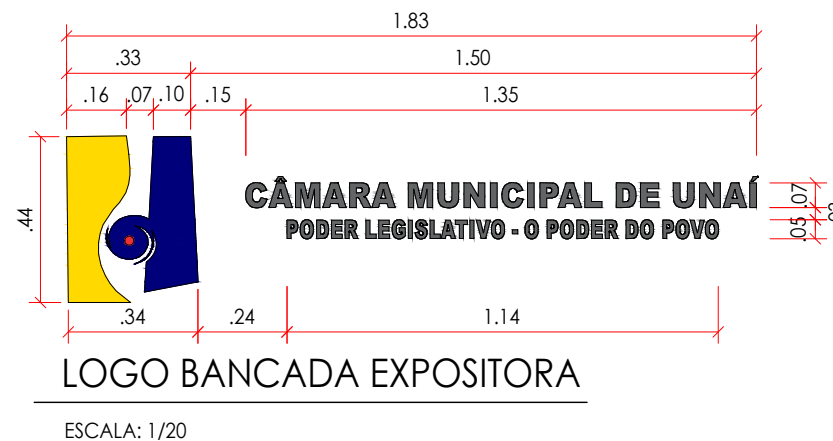 1.83
.33 1.50
.16 .07 .10 .15 1.35
.44
CÂMARA MUNICIPAL DE UNAÍ
PODER LEGISLATIVO - O PODER DO POVO
.07
.05
.34 .24 1.14
LOGO BANCADA EXPOSITORA
ESCALA: 1/20